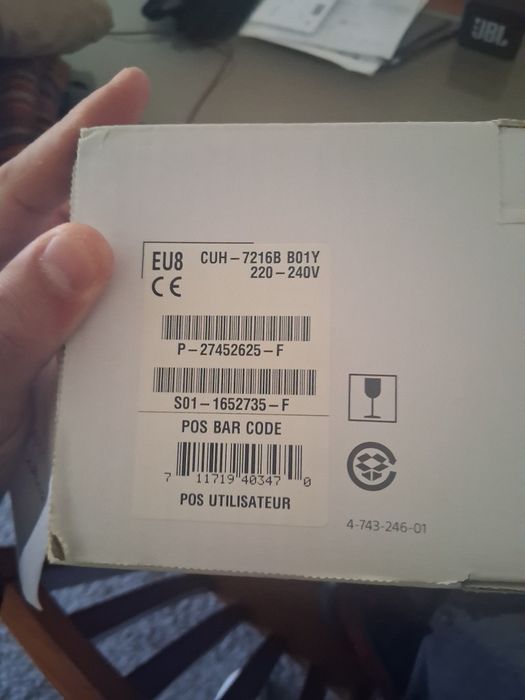 JBL
EU8 CUH-7216B B01Y
CE 220-240V
P-27452625-F
S01-1652735-F
POS BAR CODE
7 11719 40347 0
POS UTILISATEUR
4-743-246-01